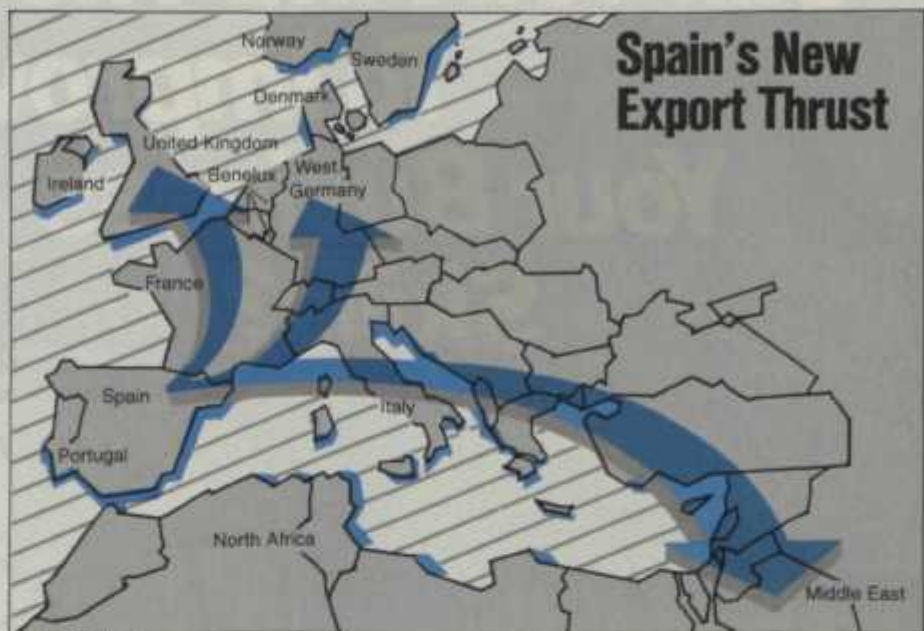 Spain's New
Export Thrust
Norway
Sweden
Denmark
United Kingdom
Ireland
Benelux
West
Germany
France
Spain
Portugal
Italy
North Africa
Middle East